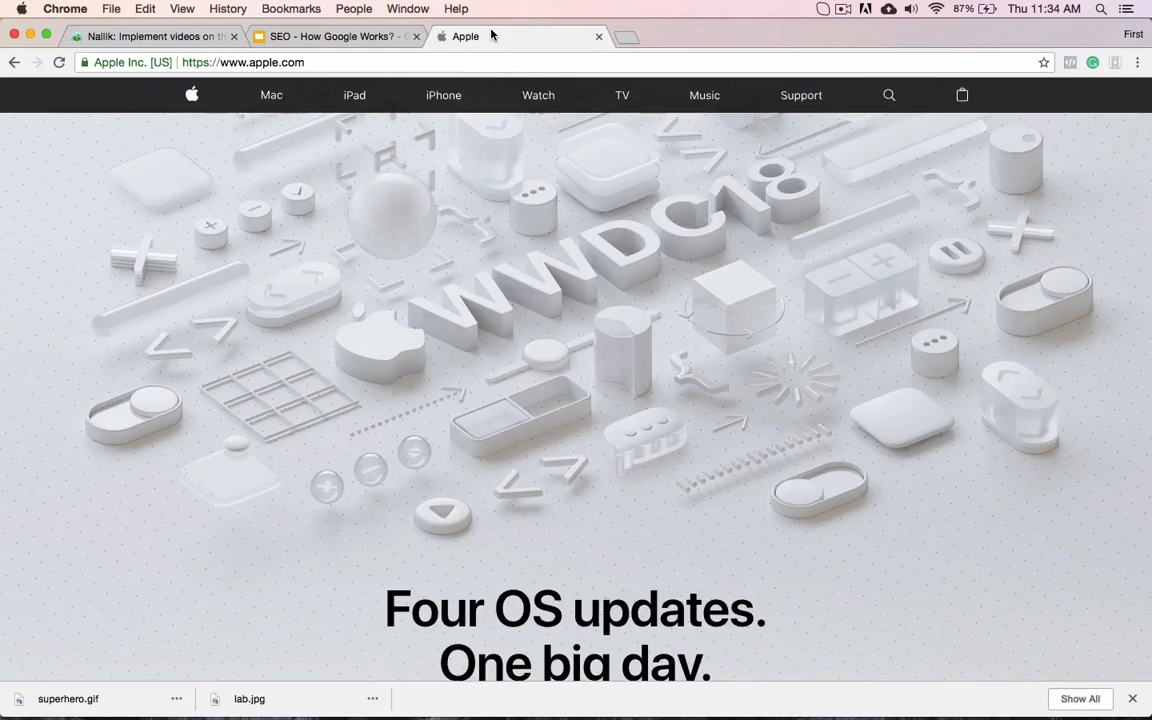 Chrome File Edit View History Bookmarks People Window Help 87% Thu 11:34 AM
Nallik: Implement videos on th SEO - How Google Works? - G Apple First
Apple Inc. [US] https://www.apple.com
Mac iPad iPhone Watch TV Music Support
WWDC18
Four OS updates.
One big day.
superhero.gif lab.jpg Show All